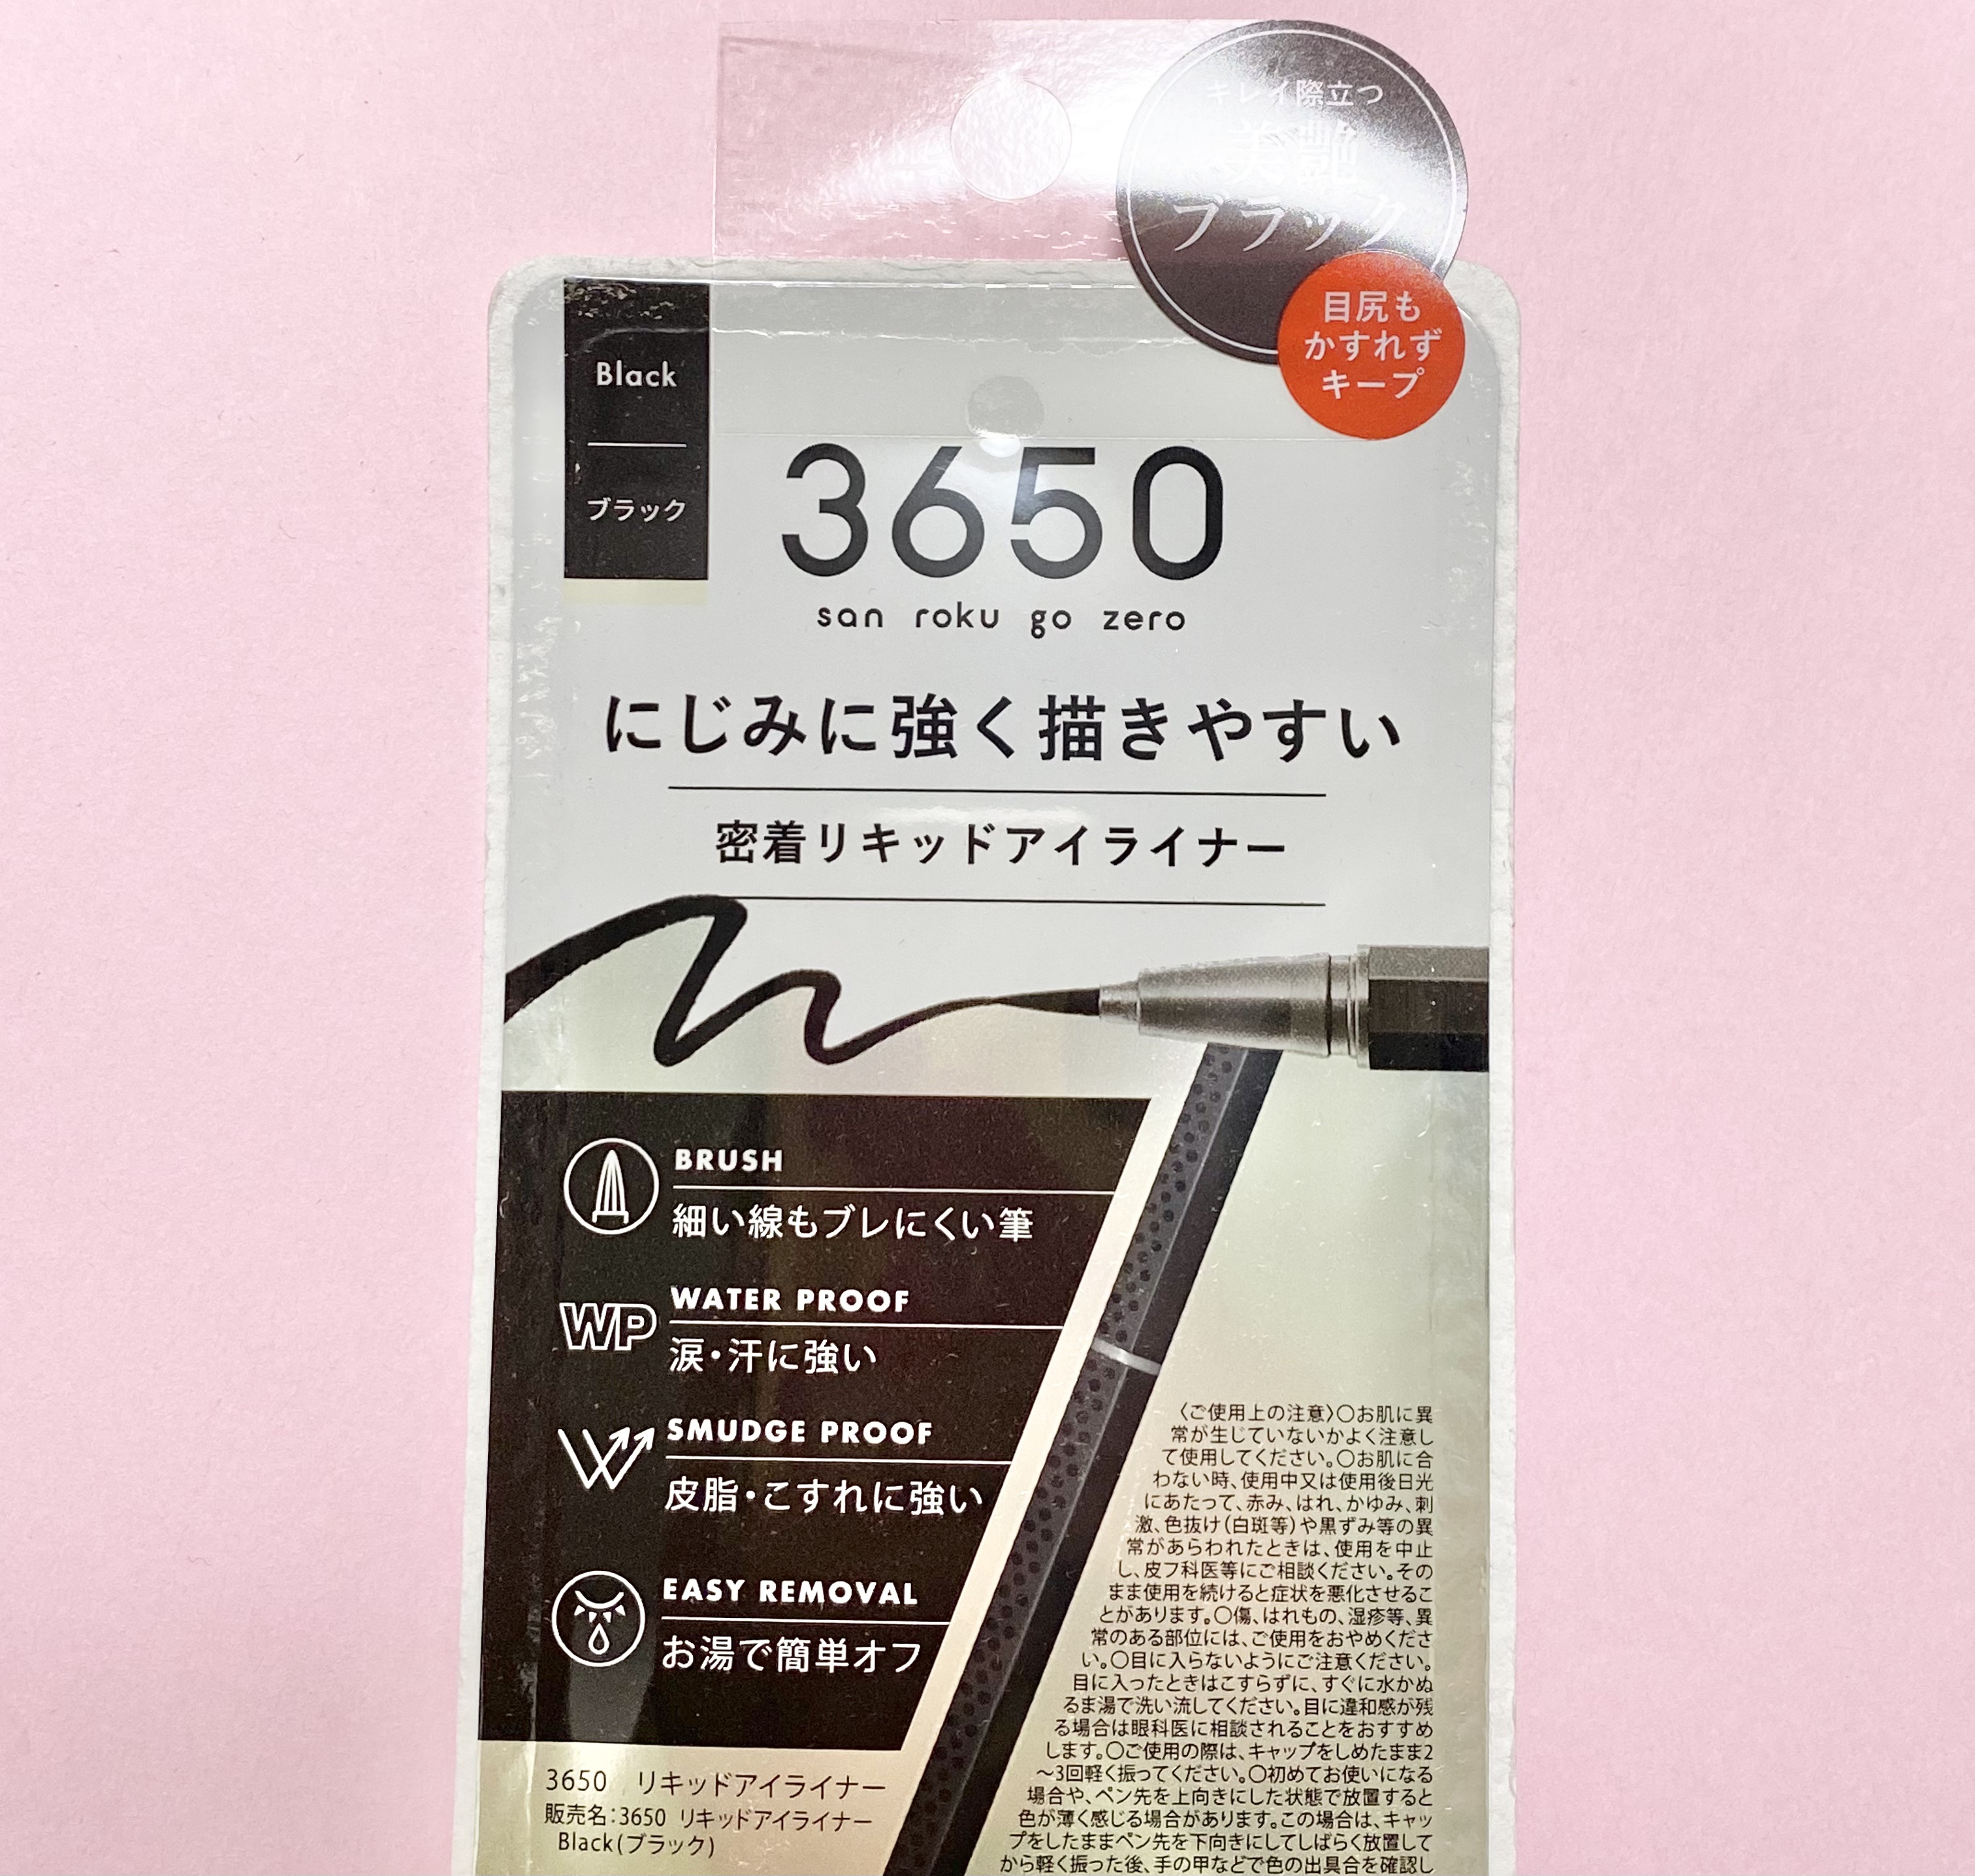 キレイ際立つ
美艶
ブラック
目尻も
かすれず
キープ
Black
ブラック
3650
san roku go zero
にじみに強く描きやすい
密着リキッドアイライナー
BRUSH
細い線もブレにくい筆
WP
WATER PROOF
涙・汗に強い
SMUDGE PROOF
皮脂・こすれに強い
EASY REMOVAL
お湯で簡単オフ
3650 リキッドアイライナー
販売名:3650 リキッドアイライナー
Black(ブラック)
〈ご使用上の注意〉○お肌に異
常が生じていないかよく注意し
て使用してください。○お肌に合
わない時、使用中又は使用後日光
にあたって、赤み、はれ、かゆみ、刺
激、色抜け(白斑等)や黒ずみ等の異
常があらわれたときは、使用を中止
し、皮フ科医等にご相談ください。その
まま使用を続けると症状を悪化させるこ
とがあります。○傷、はれもの、湿疹等、異
常のある部位には、ご使用をおやめくださ
い。○目に入らないようにご注意ください。
目に入ったときはこすらずに、すぐに水かぬ
るま湯で洗い流してください。目に違和感が残
る場合は眼科医に相談されることをおすすめ
します。○ご使用の際は、キャップをしめたまま2
～3回軽く振ってください。○初めてお使いになる
場合や、ペン先を上向きにした状態で放置すると
色が薄く感じる場合があります。この場合は、キャッ
プをしたままペン先を下向きにしてしばらく放置して
から軽く振った後、手の甲などで色の出具合を確認し